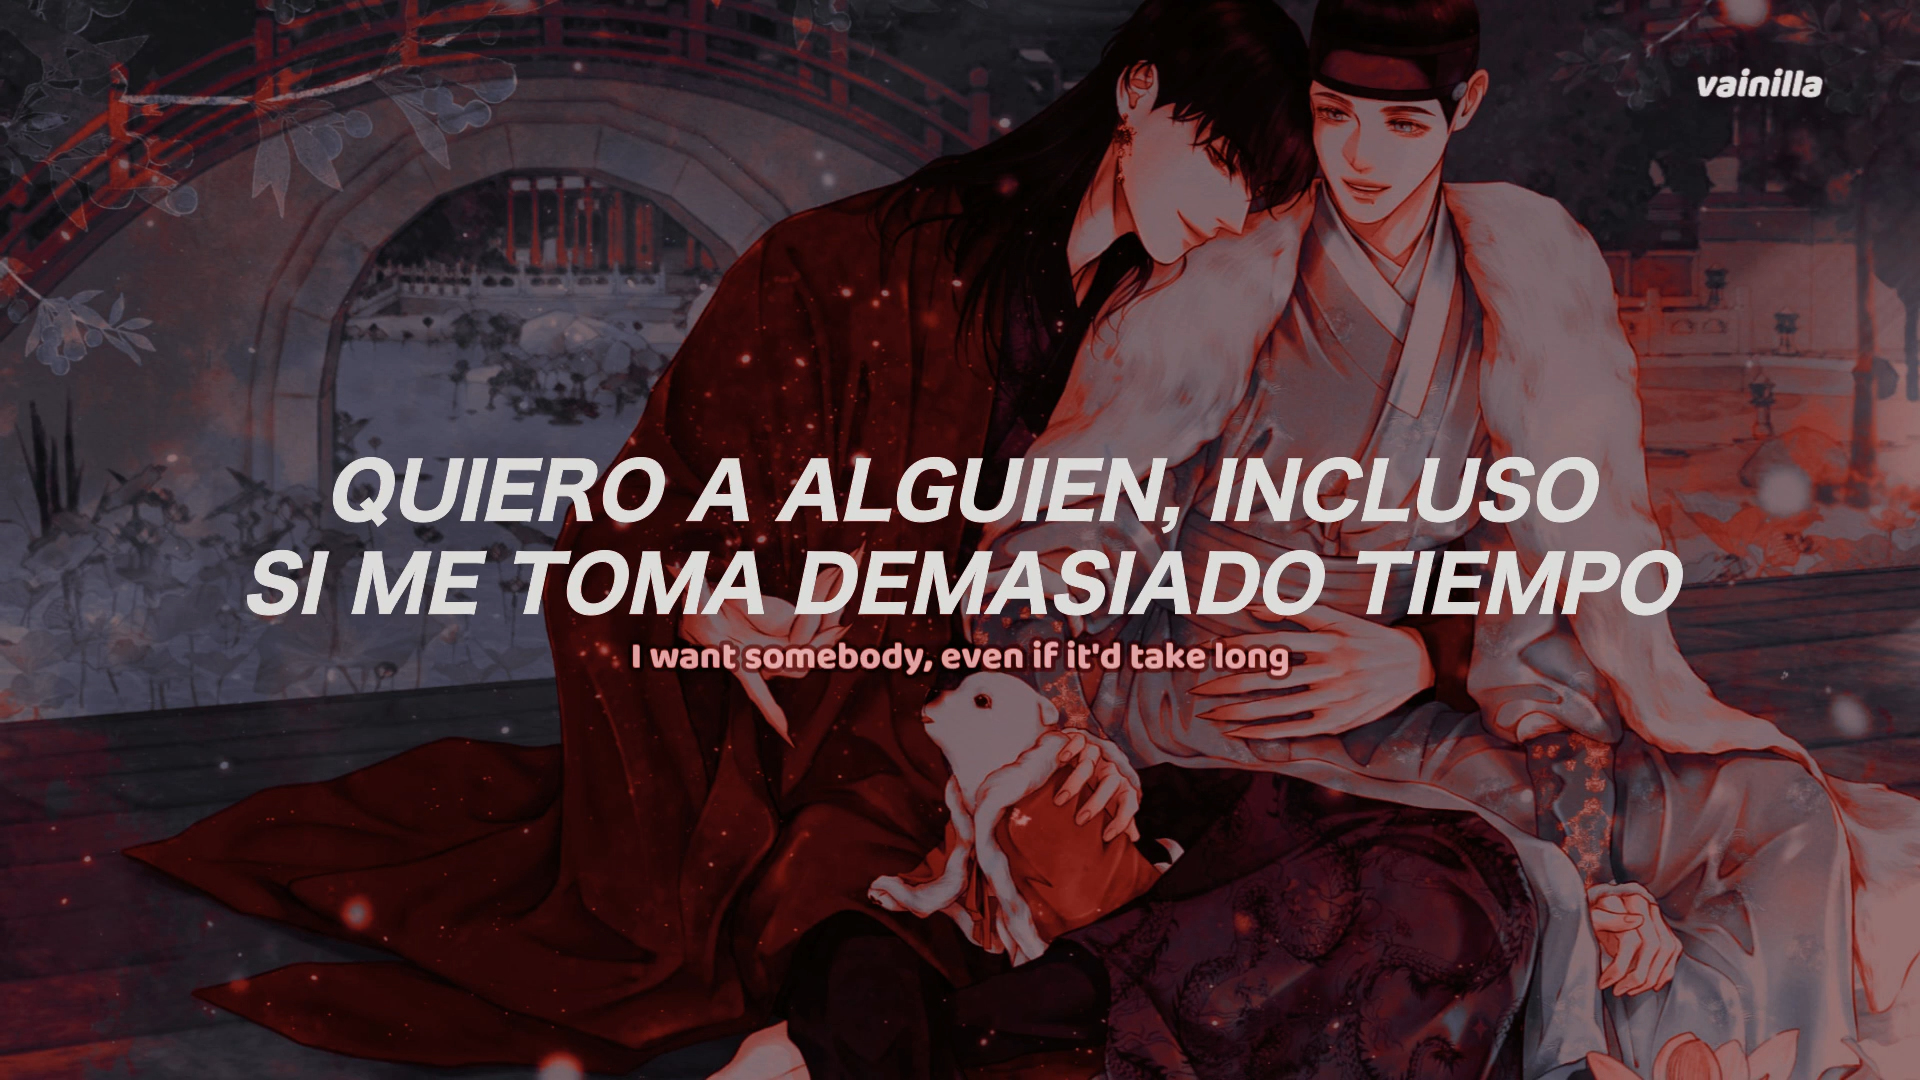 vainilla
QUIERO A ALGUIEN, INCLUSO
SI ME TOMA DEMASIADO TIEMPO
I want somebody, even if it'd take long